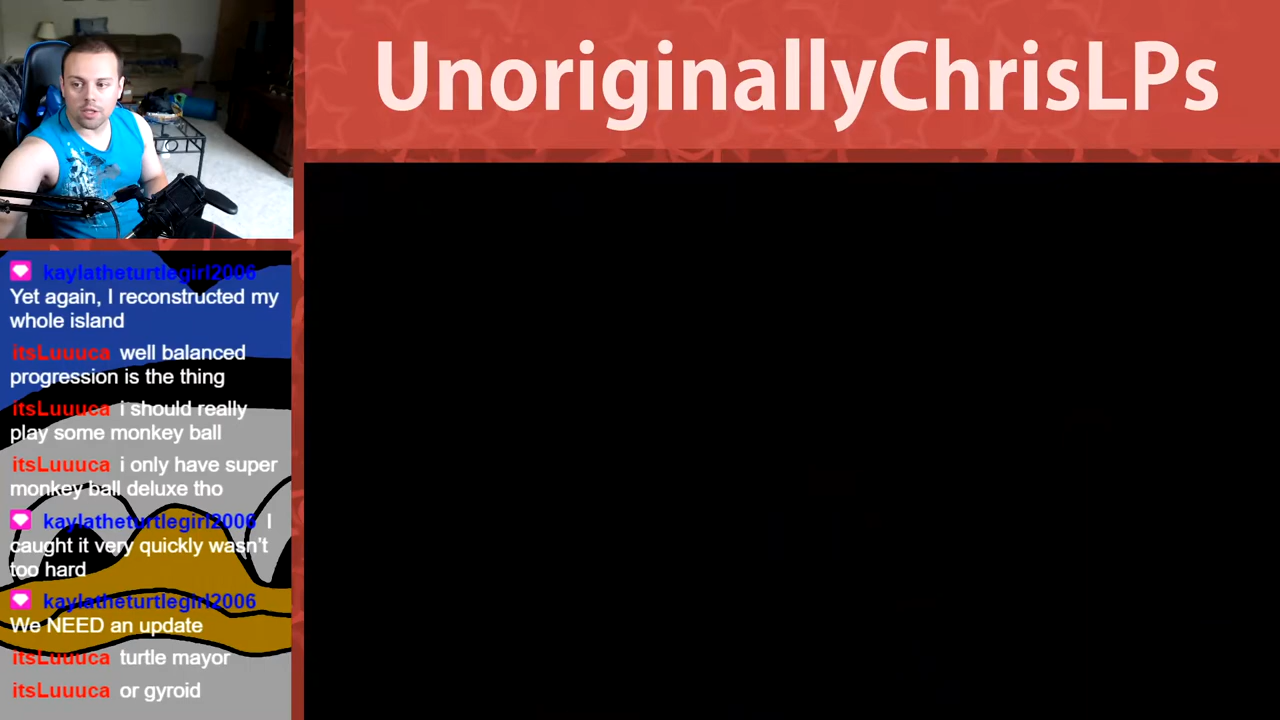 UnoriginallyChrisLPs
kaylatheturtlegirl2006
Yet again, I reconstructed my
whole island
itsLuuuca well balanced
progression is the thing
itsLuuuca i should really
play some monkey ball
itsLuuuca i only have super
monkey ball deluxe tho
kaylatheturtlegirl2006 I
caught it very quickly wasn't
too hard
kaylatheturtlegirl2006
We NEED an update
itsLuuuca turtle mayor
itsLuuuca or gyroid